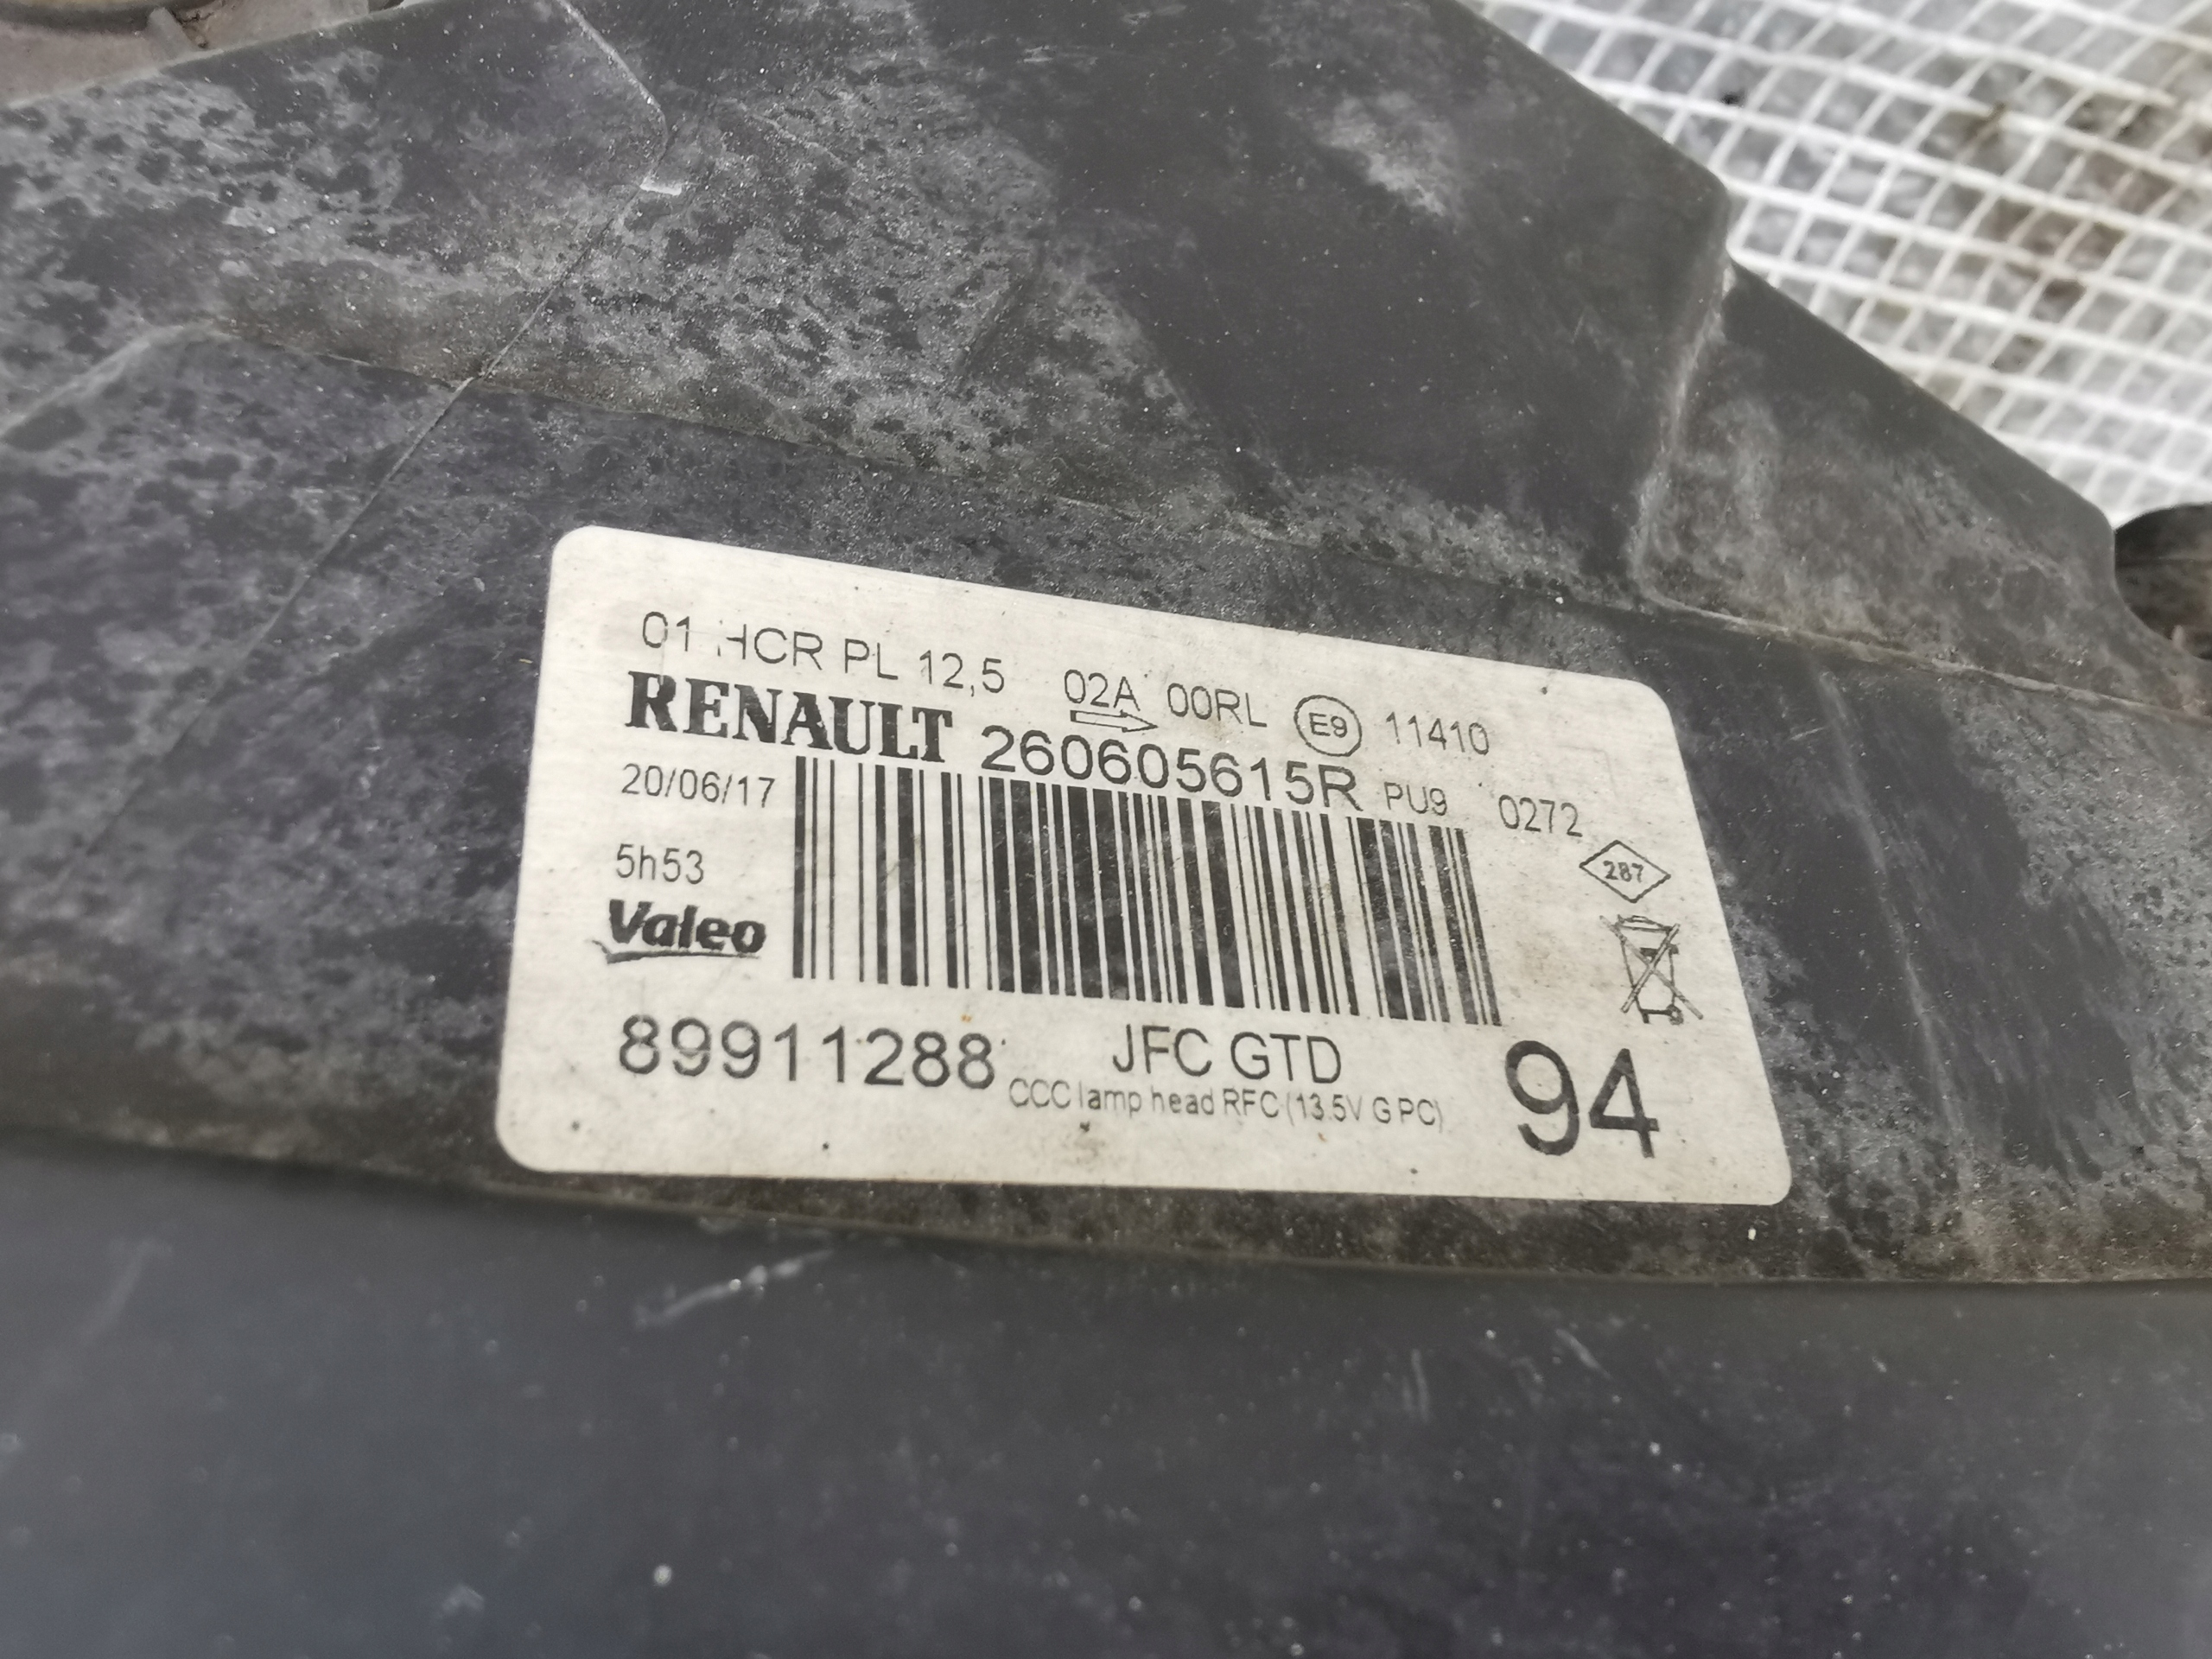 01 HCR PL 12,5 02A 00RL E9 11410
RENAULT 260605615R PU9 0272
20/06/17
287
5h53
Valeo
89911288 JFC GTD 94
CCC lamp head RFC (13.5V G PC)